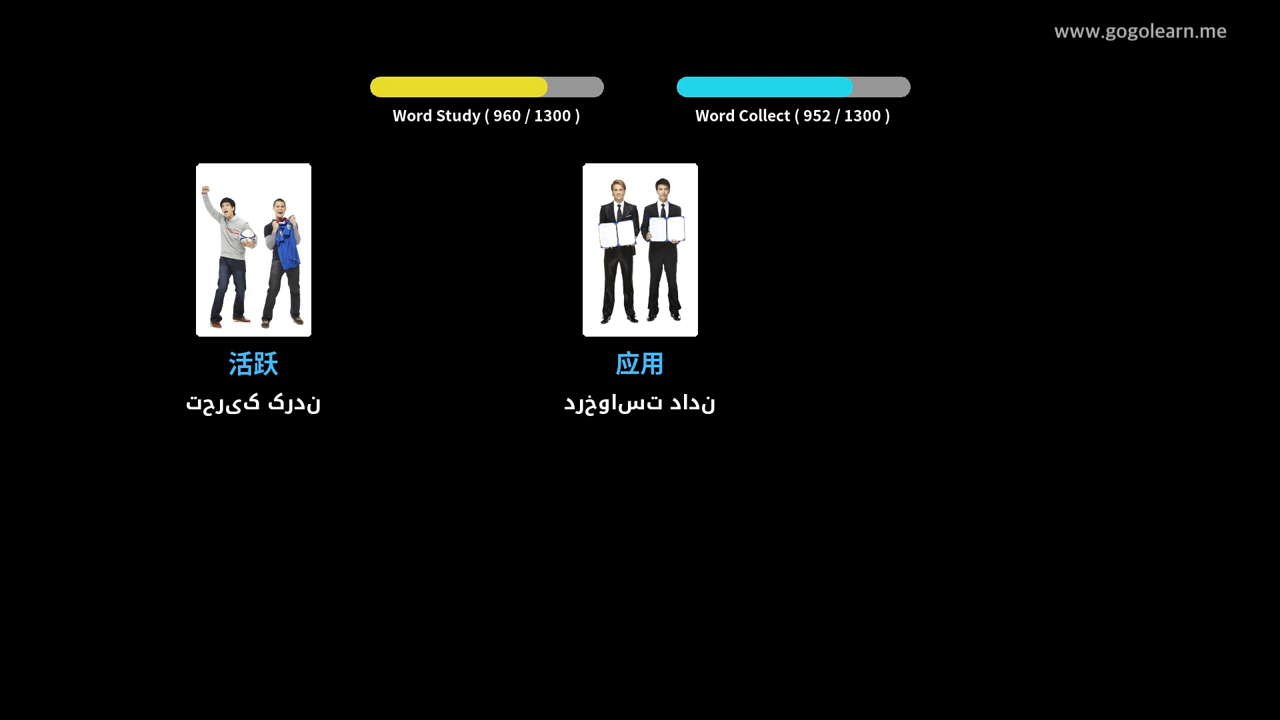 www.gogolearn.me
Word Study ( 960 / 1300 )
Word Collect ( 952 / 1300 )
活跃
تحریک کردن
应用
درخواست دادن